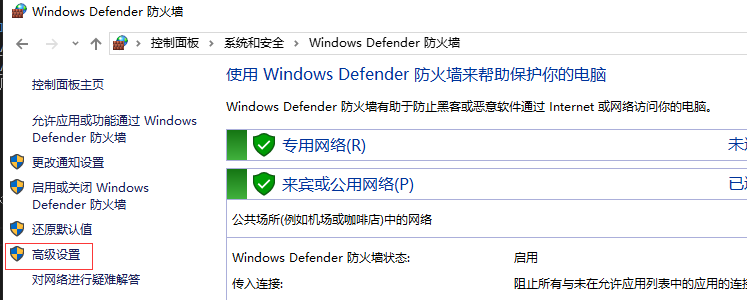 Windows Defender 防火墙
控制面板 › 系统和安全 › Windows Defender 防火墙
控制面板主页
允许应用或功能通过 Windows
Defender 防火墙
更改通知设置
启用或关闭 Windows
Defender 防火墙
还原默认值
高级设置
对网络进行疑难解答
使用 Windows Defender 防火墙来帮助保护你的电脑
Windows Defender 防火墙有助于防止黑客或恶意软件通过 Internet 或网络访问你的电脑。
专用网络(R)
未
来宾或公用网络(P)
已
公共场所(例如机场或咖啡店)中的网络
Windows Defender 防火墙状态: 启用
传入连接: 阻止所有与未在允许应用列表中的应用的连接